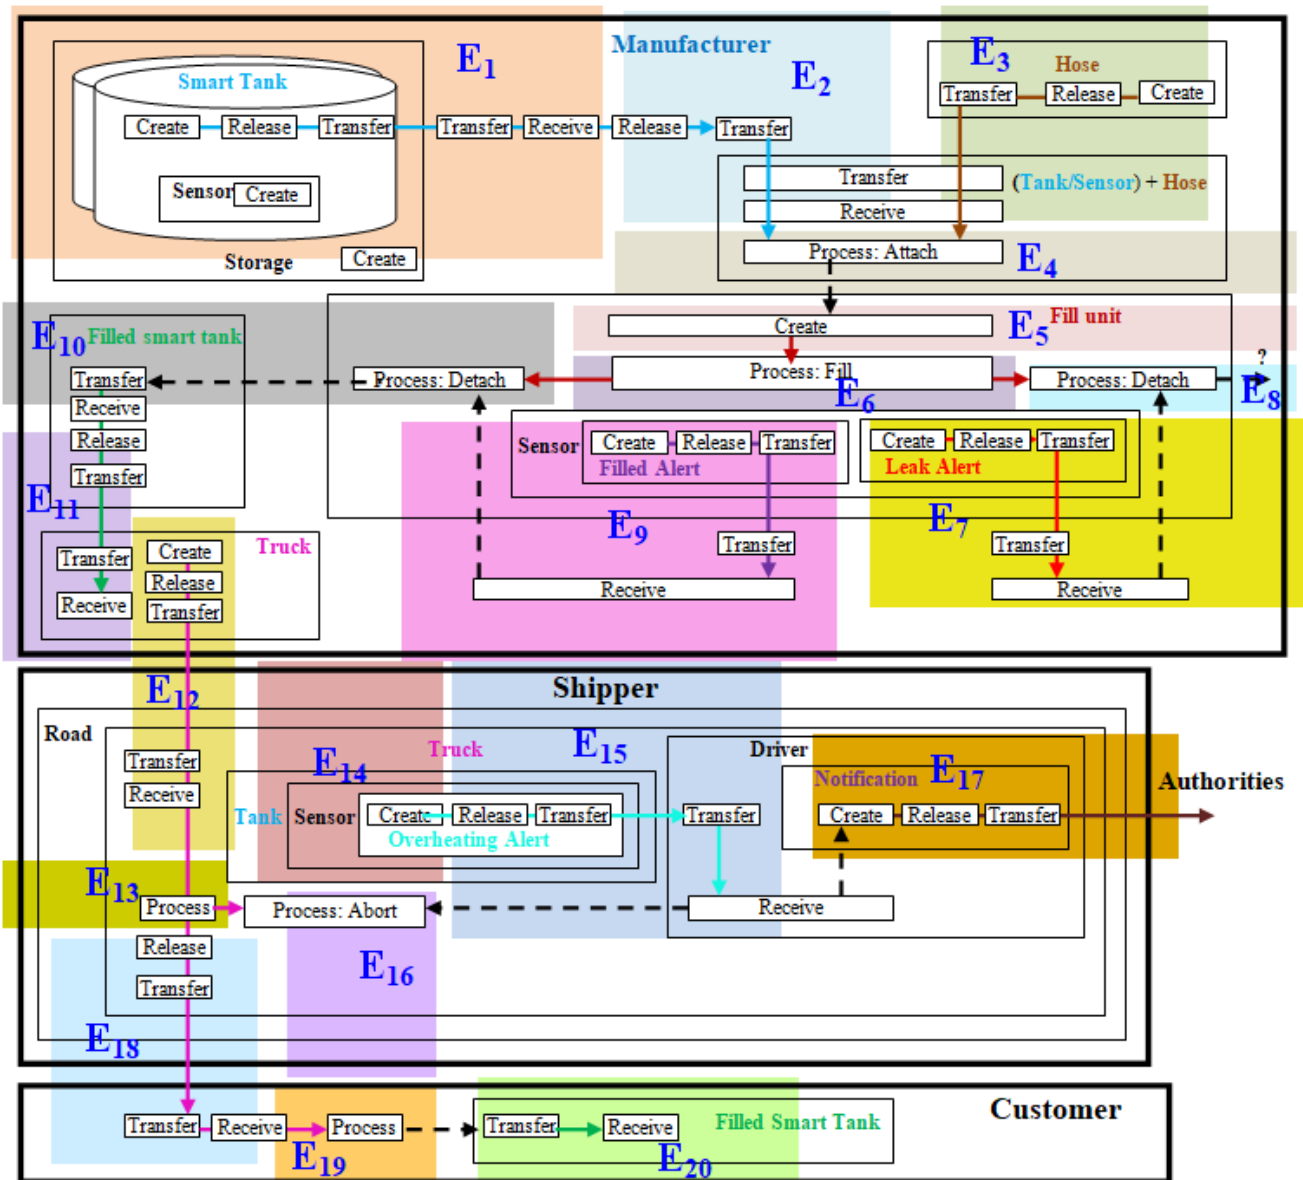 E1
Manufacturer
E2
E3
Hose
Smart Tank
Transfer Release Create
Create Release Transfer Transfer Receive Release Transfer
Sensor Create
Transfer
(Tank/Sensor) + Hose
Receive
Process: Attach
E4
Storage Create
Create
E5
Fill unit
E10
Filled smart tank
Transfer
Process: Detach
Process: Fill
Process: Detach
?
E6
E8
Receive
Release
Transfer
Sensor
Create Release Transfer
Filled Alert
Create Release Transfer
Leak Alert
E11
E9
E7
Transfer
Transfer
Receive
Receive
Truck
Transfer
Receive
Create
Release
Transfer
Shipper
E12
Road
Transfer
Receive
Truck
E14
E15
Driver
Tank
Sensor
Create Release Transfer
Overheating Alert
Transfer
Notification
E17
Authorities
Create Release Transfer
E13
Process
Process: Abort
Receive
Release
Transfer
E16
E18
Customer
Transfer Receive Process
Transfer Receive
Filled Smart Tank
E19
E20